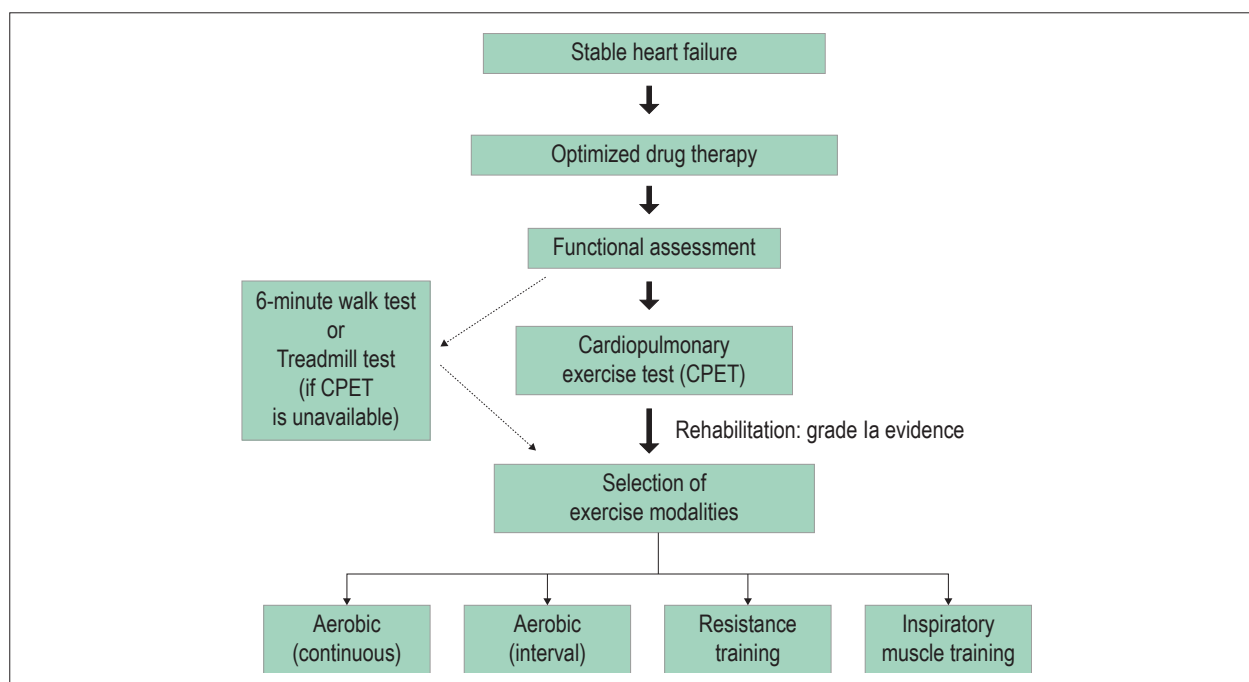 Stable heart failure
Optimized drug therapy
Functional assessment
6-minute walk test
or
Treadmill test
(if CPET
is unavailable)
Cardiopulmonary
exercise test (CPET)
Rehabilitation: grade Ia evidence
Selection of
exercise modalities
Aerobic
(continuous)
Aerobic
(interval)
Resistance
training
Inspiratory
muscle training